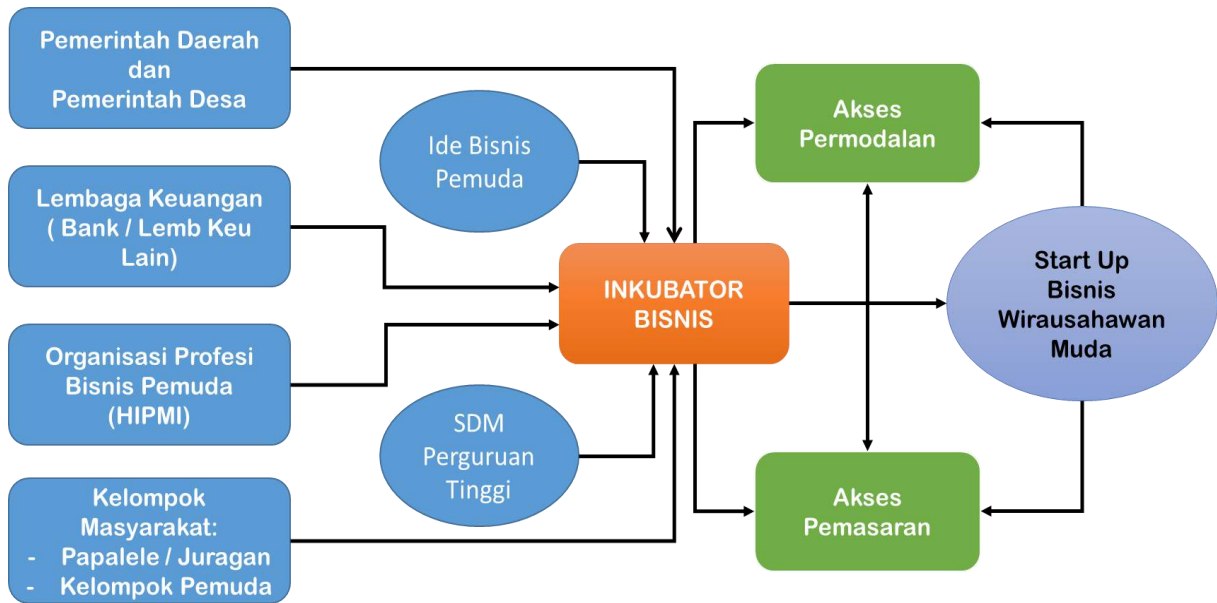 Pemerintah Daerah
dan
Pemerintah Desa
Lembaga Keuangan
( Bank / Lemb Keu
Lain)
Organisasi Profesi
Bisnis Pemuda
(HIPMI)
Kelompok
Masyarakat:
- Papalele / Juragan
- Kelompok Pemuda
Ide Bisnis
Pemuda
SDM
Perguruan
Tinggi
INKUBATOR
BISNIS
Akses
Permodalan
Akses
Pemasaran
Start Up
Bisnis
Wirausahawan
Muda